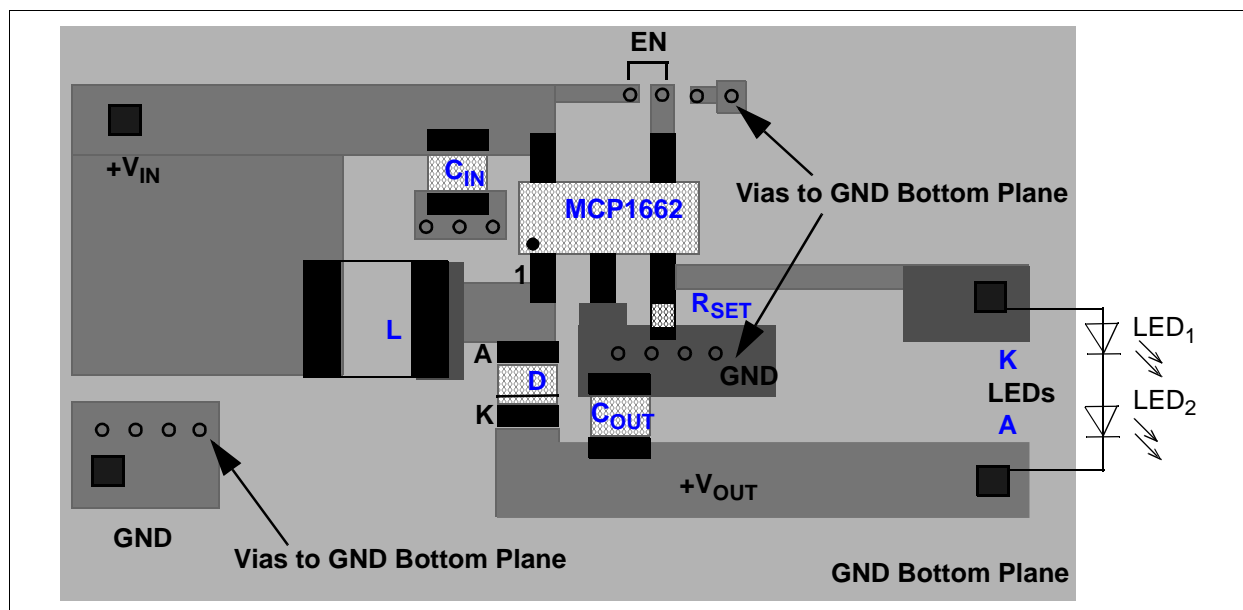 EN
+VIN
CIN
MCP1662
Vias to GND Bottom Plane
1
RSET
L
A
D
K
COUT
GND
K
LEDs
A
LED1
LED2
+VOUT
GND
Vias to GND Bottom Plane
GND Bottom Plane